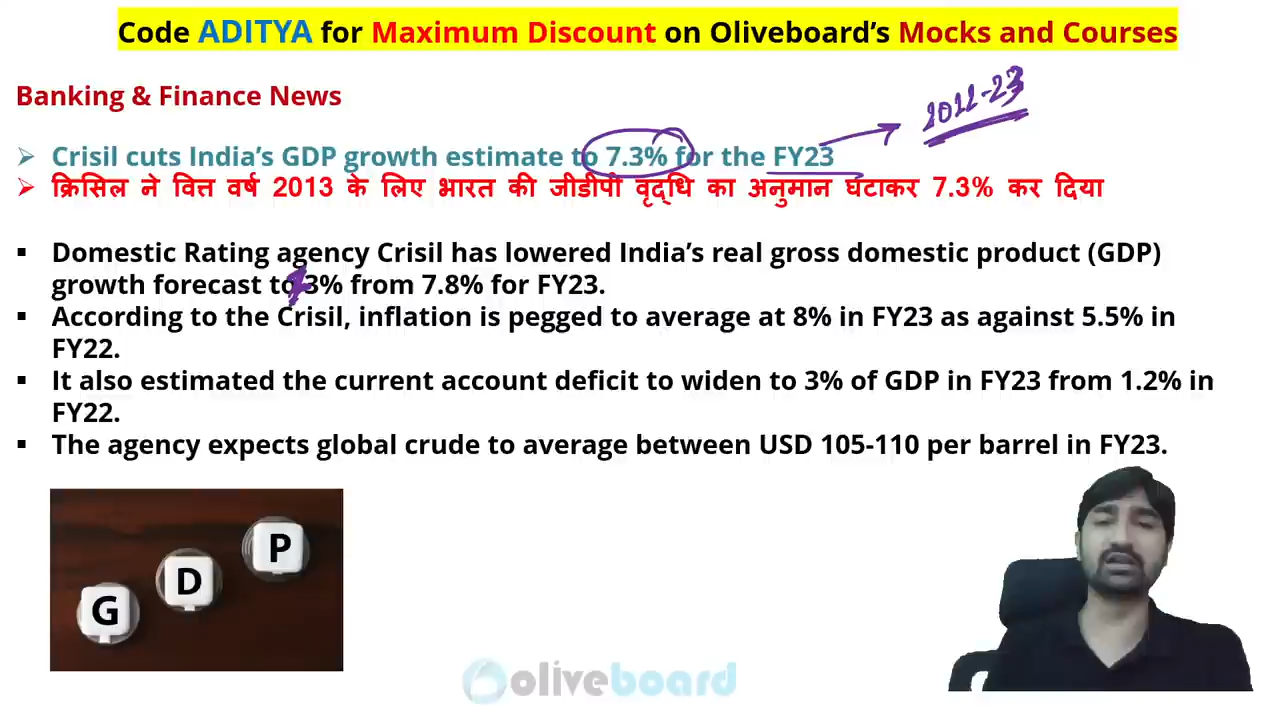 Code ADITYA for Maximum Discount on Oliveboard’s Mocks and Courses
Banking & Finance News
2022-23
➢ Crisil cuts India’s GDP growth estimate to 7.3% for the FY23
➢ क्रिसिल ने वित्त वर्ष 2013 के लिए भारत की जीडीपी वृद्धि का अनुमान घटाकर 7.3% कर दिया
▪ Domestic Rating agency Crisil has lowered India’s real gross domestic product (GDP)
growth forecast to 3% from 7.8% for FY23.
▪ According to the Crisil, inflation is pegged to average at 8% in FY23 as against 5.5% in
FY22.
▪ It also estimated the current account deficit to widen to 3% of GDP in FY23 from 1.2% in
FY22.
▪ The agency expects global crude to average between USD 105-110 per barrel in FY23.
G D P
oliveboard